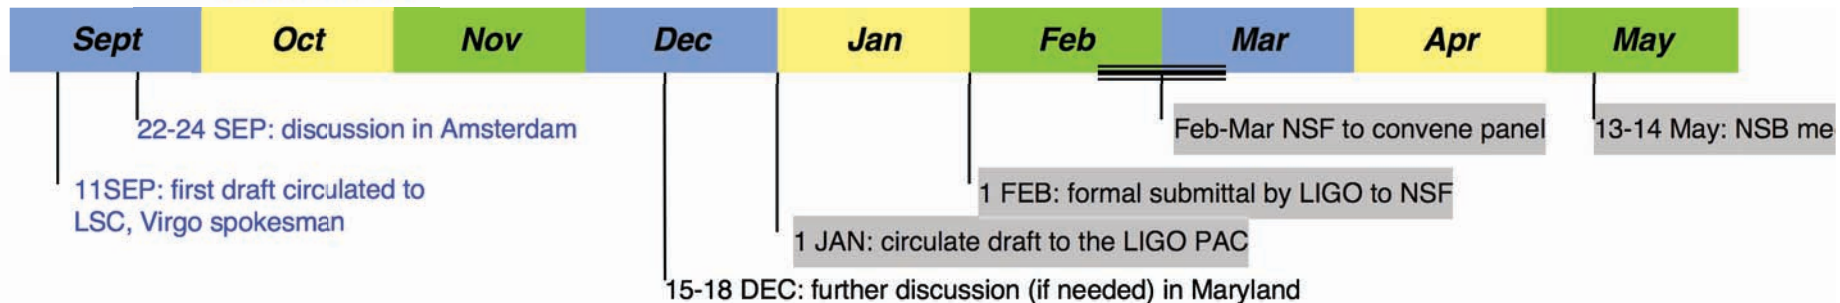 Sept Oct Nov Dec Jan Feb Mar Apr May
22-24 SEP: discussion in Amsterdam
Feb-Mar NSF to convene panel
13-14 May: NSB me
11SEP: first draft circulated to
LSC, Virgo spokesman
1 FEB: formal submittal by LIGO to NSF
1 JAN: circulate draft to the LIGO PAC
15-18 DEC: further discussion (if needed) in Maryland